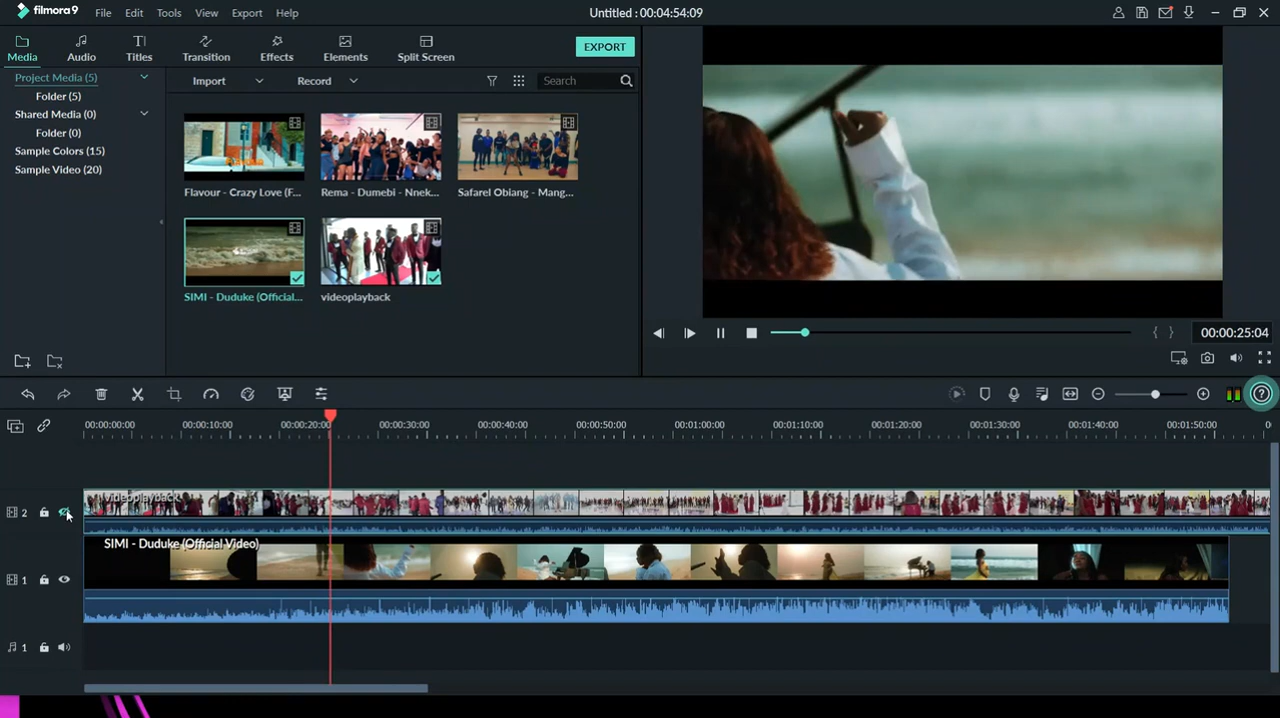 filmora9 File Edit Tools View Export Help Untitled : 00:04:54:09
Media Audio Titles Transition Effects Elements Split Screen EXPORT
Project Media (5)
Folder (5)
Shared Media (0)
Folder (0)
Sample Colors (15)
Sample Video (20)
Import Record Search
Flavour - Crazy Love (F... Rema - Dumebi - Nnek... Safarel Obiang - Mang...
SIMI - Duduke (Official... videoplayback
00:00:25:04
00:00:00:00 00:00:10:00 00:00:20:00 00:00:30:00 00:00:40:00 00:00:50:00 00:01:00:00 00:01:10:00 00:01:20:00 00:01:30:00 00:01:40:00 00:01:50:00 0
videoplayback
2
SIMI - Duduke (Official Video)
1
1